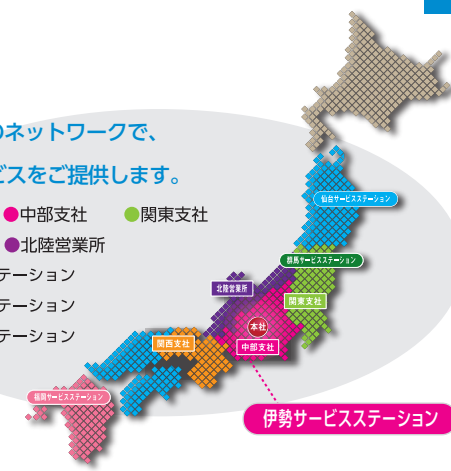 のネットワークで、
ビスをご提供します。
●中部支社 ●関東支社
●北陸営業所
テーション
テーション
テーション
仙台サービスステーション
群馬サービスステーション
北陸営業所
関東支社
本社
中部支社
関西支社
福岡サービスステーション
伊勢サービスステーション